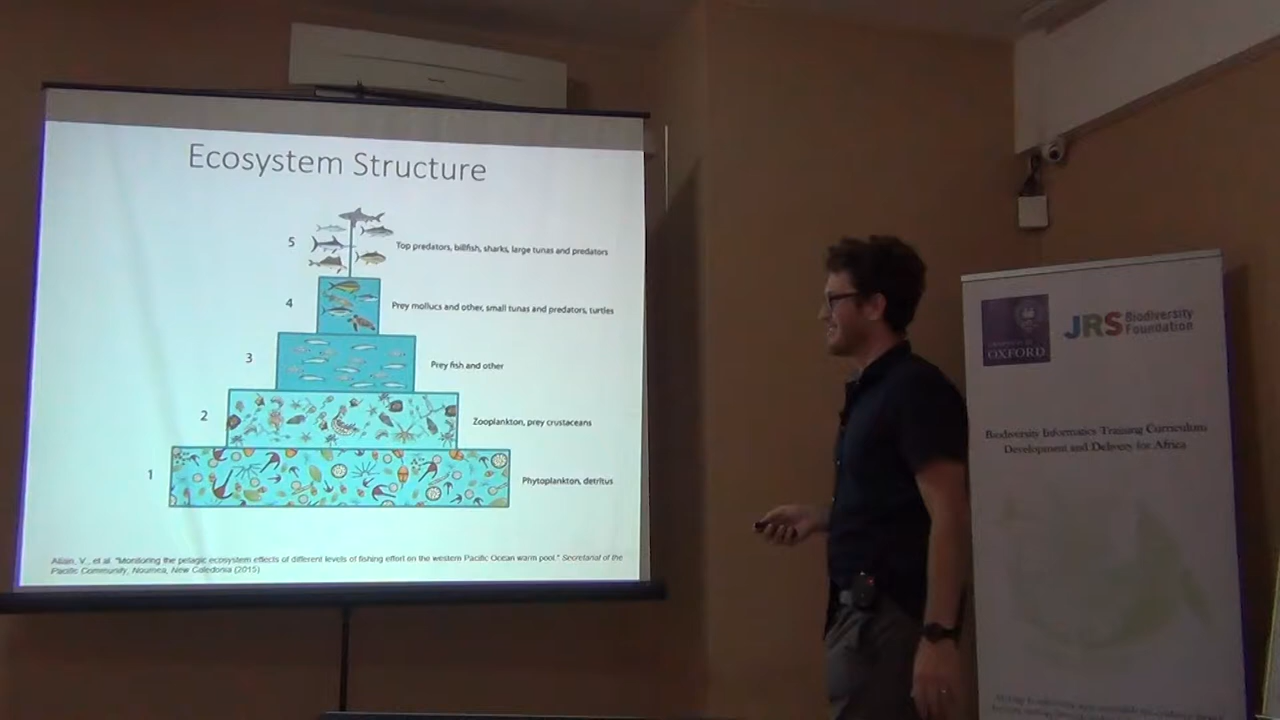 Ecosystem Structure
5
Top predators, billfish, sharks, large tunas and predators
4
Prey mollucs and other, small tunas and predators, turtles
3
Prey fish and other
2
Zooplankton, prey crustaceans
1
Phytoplankton, detritus
Allain, V., et al. "Monitoring the pelagic ecosystem effects of different levels of fishing effort on the western Pacific Ocean warm pool." Secretariat of the
Pacific Community, Noumea, New Caledonia (2015)
UNIVERSITY OF
OXFORD
JRS Biodiversity
Foundation
Biodiversity Informatics Training Curriculum
Development and Delivery for Africa